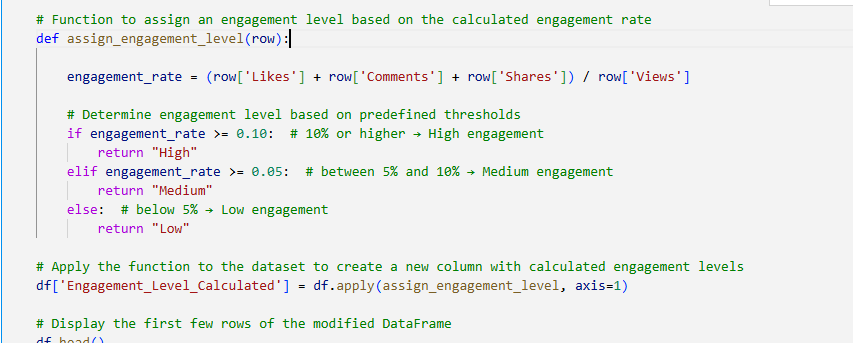 # Function to assign an engagement level based on the calculated engagement rate
def assign_engagement_level(row):
engagement_rate = (row['Likes'] + row['Comments'] + row['Shares']) / row['Views']
# Determine engagement level based on predefined thresholds
if engagement_rate >= 0.10:  # 10% or higher → High engagement
return "High"
elif engagement_rate >= 0.05:  # between 5% and 10% → Medium engagement
return "Medium"
else:  # below 5% → Low engagement
return "Low"
# Apply the function to the dataset to create a new column with calculated engagement levels
df['Engagement_Level_Calculated'] = df.apply(assign_engagement_level, axis=1)
# Display the first few rows of the modified DataFrame
df.head()